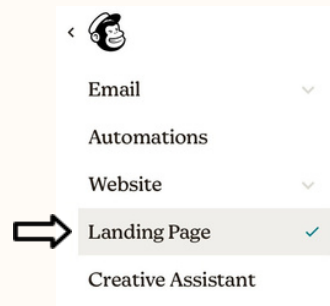 Email
Automations
Website
Landing Page
Creative Assistant